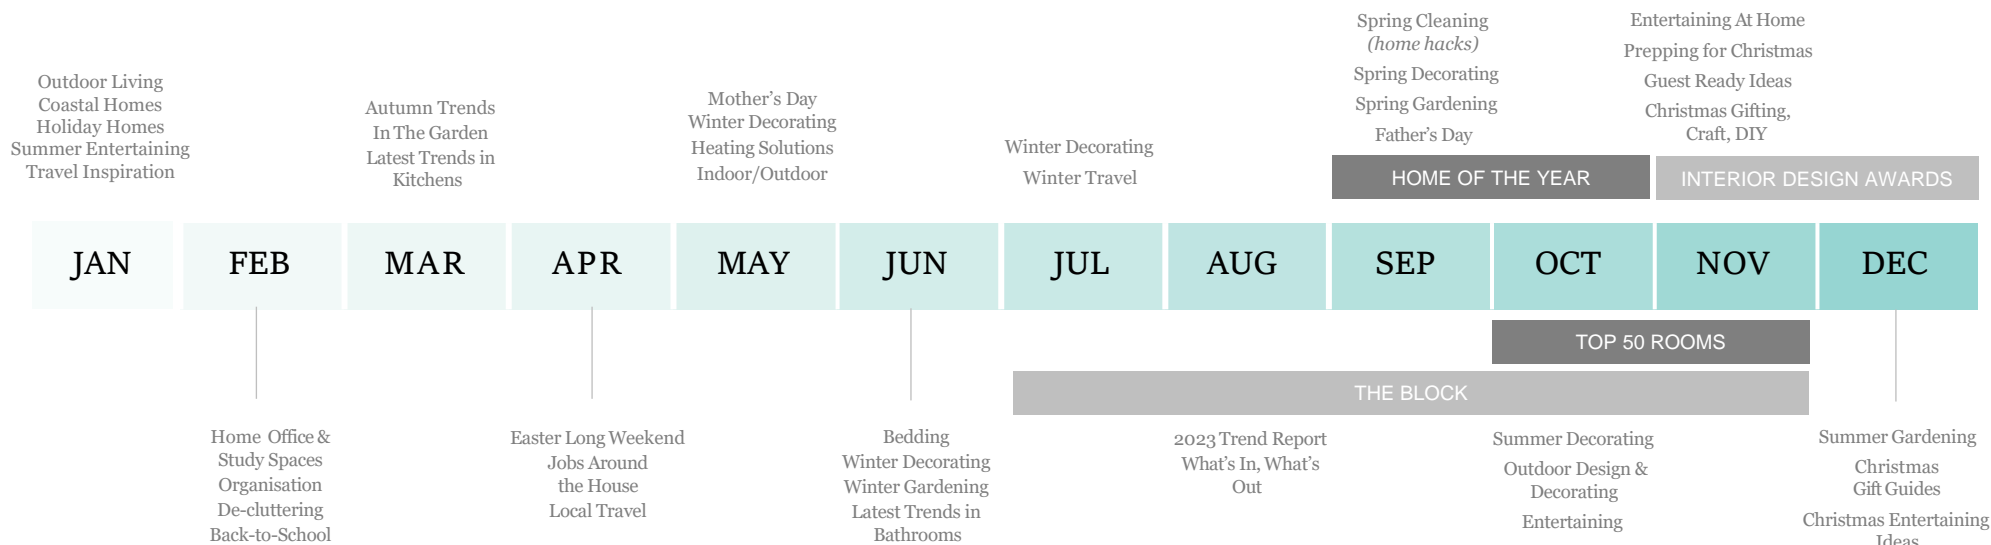 Outdoor Living
Coastal Homes
Holiday Homes
Summer Entertaining
Travel Inspiration
Autumn Trends
In The Garden
Latest Trends in
Kitchens
Mother’s Day
Winter Decorating
Heating Solutions
Indoor/Outdoor
Winter Decorating
Winter Travel
Spring Cleaning
(home hacks)
Spring Decorating
Spring Gardening
Father’s Day
Entertaining At Home
Prepping for Christmas
Guest Ready Ideas
Christmas Gifting,
Craft, DIY
HOME OF THE YEAR
INTERIOR DESIGN AWARDS
JAN
FEB
MAR
APR
MAY
JUN
JUL
AUG
SEP
OCT
NOV
DEC
TOP 50 ROOMS
THE BLOCK
Home Office &
Study Spaces
Organisation
De-cluttering
Back-to-School
Easter Long Weekend
Jobs Around
the House
Local Travel
Bedding
Winter Decorating
Winter Gardening
Latest Trends in
Bathrooms
2023 Trend Report
What’s In, What’s
Out
Summer Decorating
Outdoor Design &
Decorating
Entertaining
Summer Gardening
Christmas
Gift Guides
Christmas Entertaining
Ideas